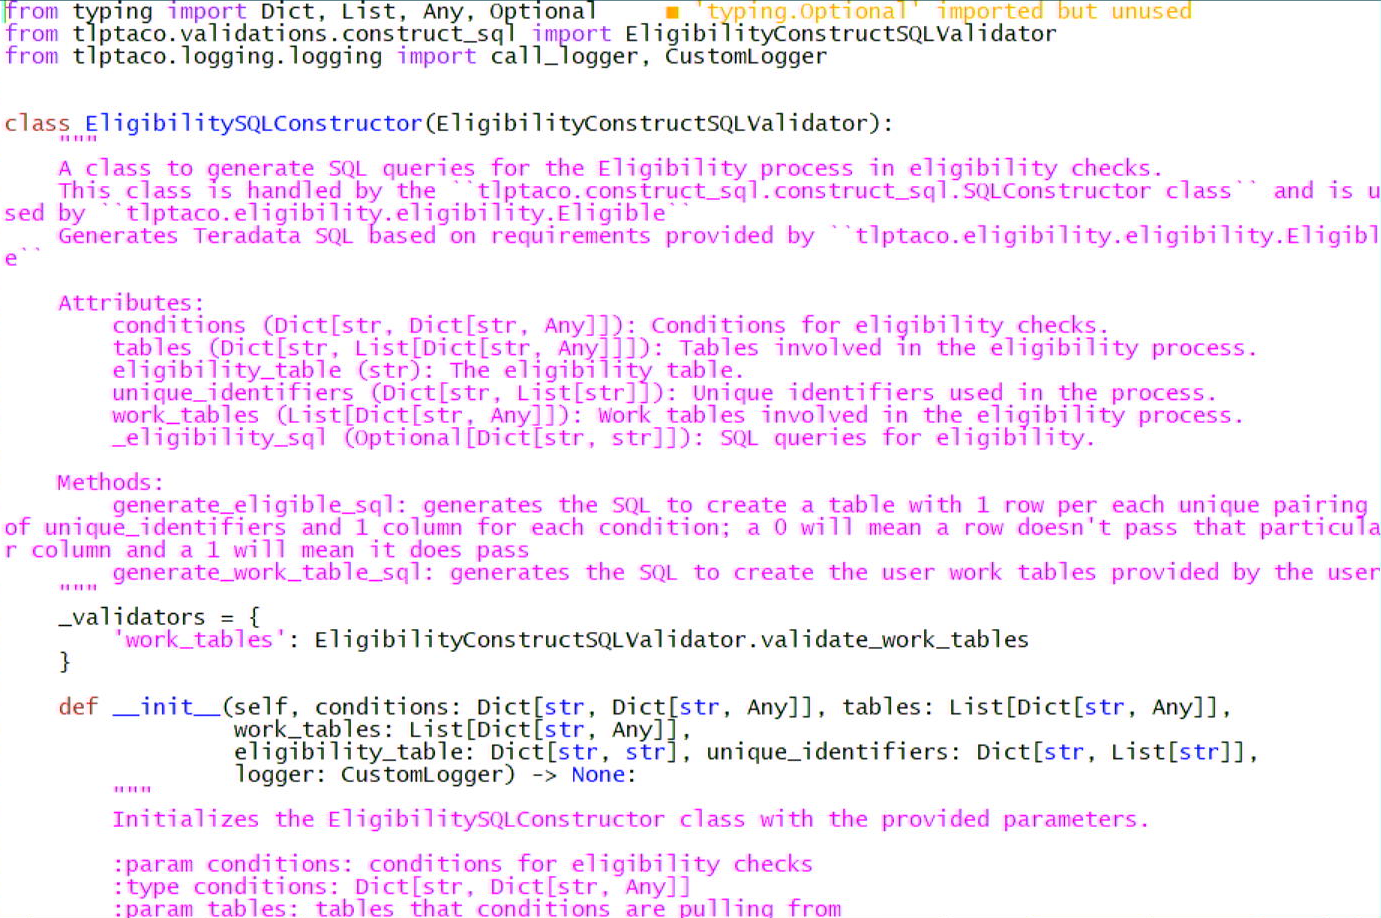 from typing import Dict, List, Any, Optional     ■ 'typing.Optional' imported but unused
from tlptaco.validations.construct_sql import EligibilityConstructSQLValidator
from tlptaco.logging.logging import call_logger, CustomLogger
class EligibilitySQLConstructor(EligibilityConstructSQLValidator):
    """
    A class to generate SQL queries for the Eligibility process in eligibility checks.
    This class is handled by the ``tlptaco.construct_sql.construct_sql.SQLConstructor class`` and is u
sed by ``tlptaco.eligibility.eligibility.Eligible``
    Generates Teradata SQL based on requirements provided by ``tlptaco.eligibility.eligibility.Eligibl
e``
    Attributes:
        conditions (Dict[str, Dict[str, Any]]): Conditions for eligibility checks.
        tables (Dict[str, List[Dict[str, Any]]]): Tables involved in the eligibility process.
        eligibility_table (str): The eligibility table.
        unique_identifiers (Dict[str, List[str]]): Unique identifiers used in the process.
        work_tables (List[Dict[str, Any]]): Work tables involved in the eligibility process.
        _eligibility_sql (Optional[Dict[str, str]]): SQL queries for eligibility.
    Methods:
        generate_eligible_sql: generates the SQL to create a table with 1 row per each unique pairing
of unique_identifiers and 1 column for each condition; a 0 will mean a row doesn't pass that particula
r column and a 1 will mean it does pass
        generate_work_table_sql: generates the SQL to create the user work tables provided by the user
    """
    _validators = {
        'work_tables': EligibilityConstructSQLValidator.validate_work_tables
    }
    def __init__(self, conditions: Dict[str, Dict[str, Any]], tables: List[Dict[str, Any]],
                 work_tables: List[Dict[str, Any]],
                 eligibility_table: Dict[str, str], unique_identifiers: Dict[str, List[str]],
                 logger: CustomLogger) -> None:
        """
        Initializes the EligibilitySQLConstructor class with the provided parameters.
        :param conditions: conditions for eligibility checks
        :type conditions: Dict[str, Dict[str, Any]]
        :param tables: tables that conditions are pulling from